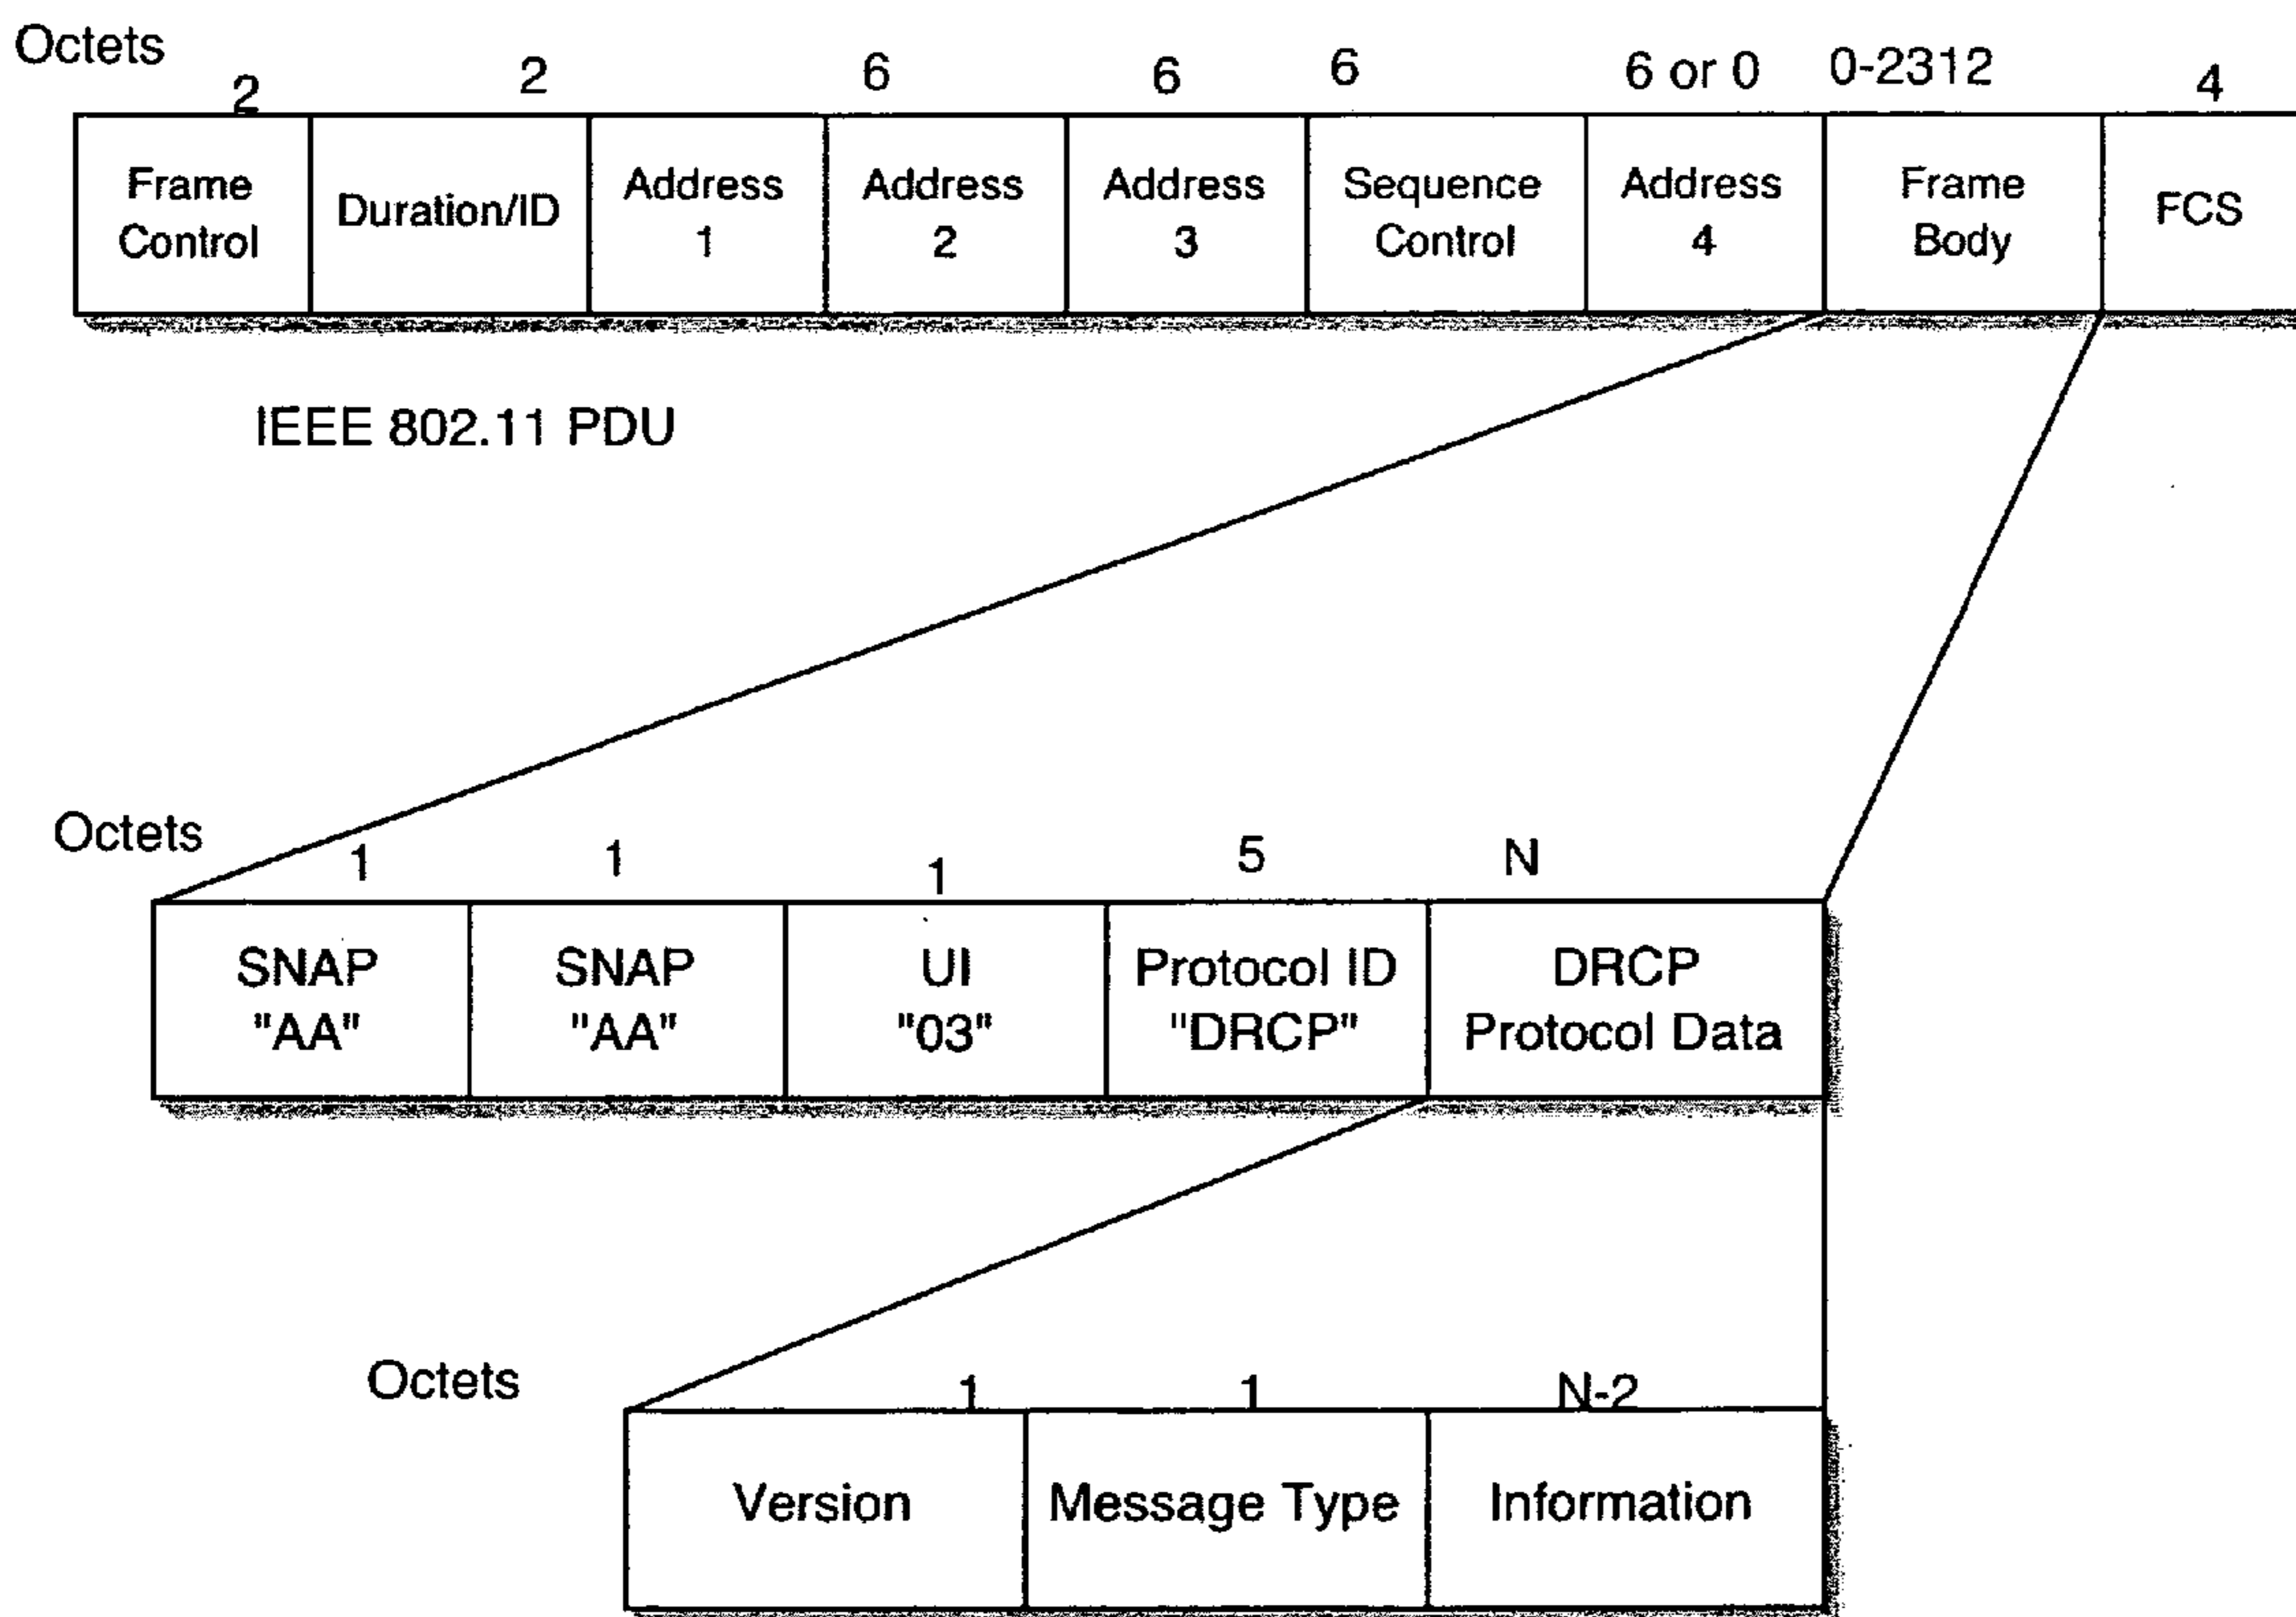 Octets
2 2 6 6 6 6 or 0 0-2312 4
Frame Control
Duration/ID
Address 1
Address 2
Address 3
Sequence Control
Address 4
Frame Body
FCS
IEEE 802.11 PDU
Octets
1 1 1 5 N
SNAP "AA"
SNAP "AA"
UI "03"
Protocol ID "DRCP"
DRCP Protocol Data
Octets
1 1 N-2
Version
Message Type
Information